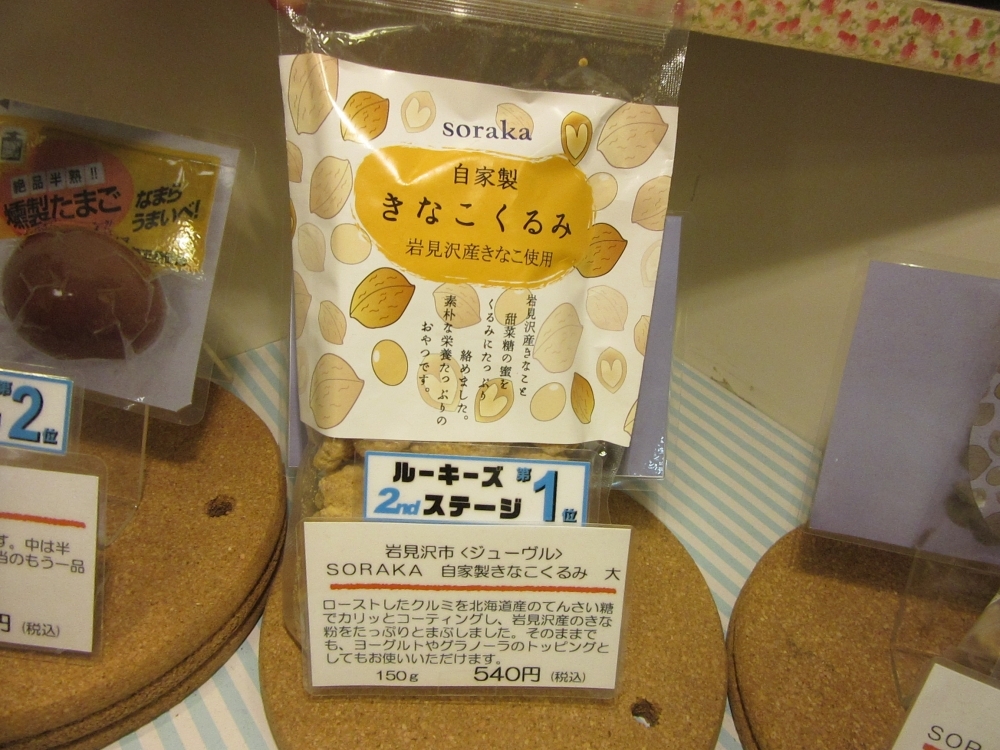 絶品半熟!!
燻製たまご
なまら
うまいべ!
第2位
す。中は半
当のもう一品
円(税込)
soraka
自家製
きなこくるみ
岩見沢産きなこ使用
岩見沢産きなこと
甜菜糖の蜜を
くるみにたっぷり
絡めました。
素朴な栄養たっぷりの
おやつです。
ルーキーズ 第1位
2ndステージ
岩見沢市<ジューヴル>
SORAKA 自家製きなこくるみ 大
ローストしたクルミを北海道産のてんさい糖
でカリッとコーティングし、岩見沢産のきな
粉をたっぷりとまぶしました。そのままで
も、ヨーグルトやグラノーラのトッピングと
してもお使いいただけます。
150g 540円(税込)
SOR